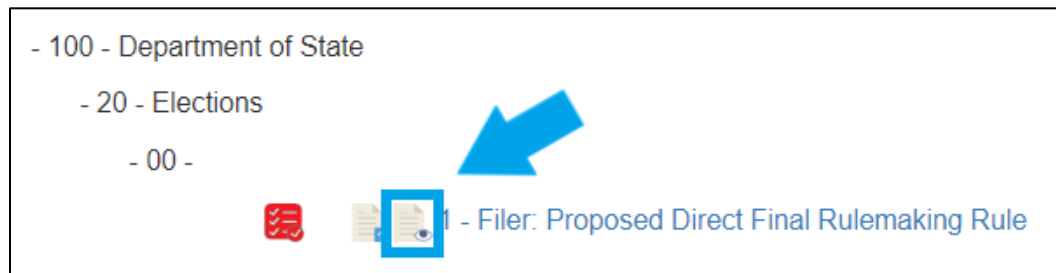 - 100 - Department of State
- 20 - Elections
- 00 -
1 - Filer: Proposed Direct Final Rulemaking Rule